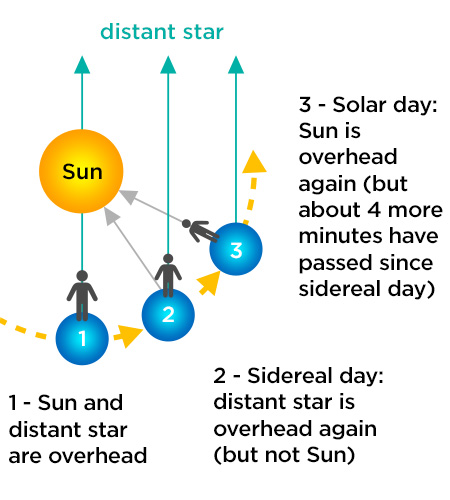 distant star
3 - Solar day:
Sun is
overhead
again (but
about 4 more
minutes have
passed since
sidereal day)
Sun
3
2
1
2 - Sidereal day:
distant star is
overhead again
(but not Sun)
1 - Sun and
distant star
are overhead